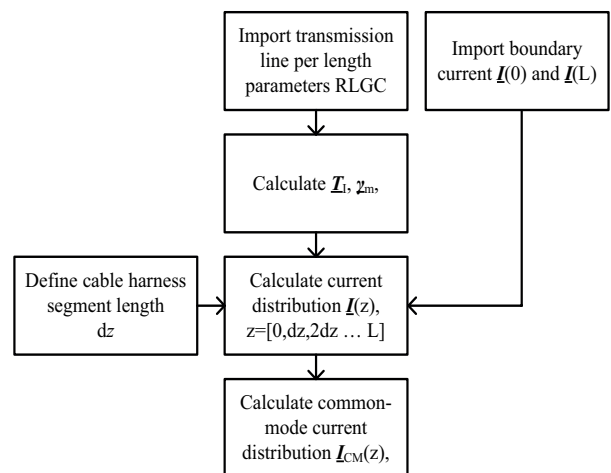 Import transmission
line per length
parameters RLGC
Import boundary
current I(0) and I(L)
Calculate T_I, γ_m,
Define cable harness
segment length
dz
Calculate current
distribution I(z),
z=[0,dz,2dz … L]
Calculate common-
mode current
distribution I_CM(z),